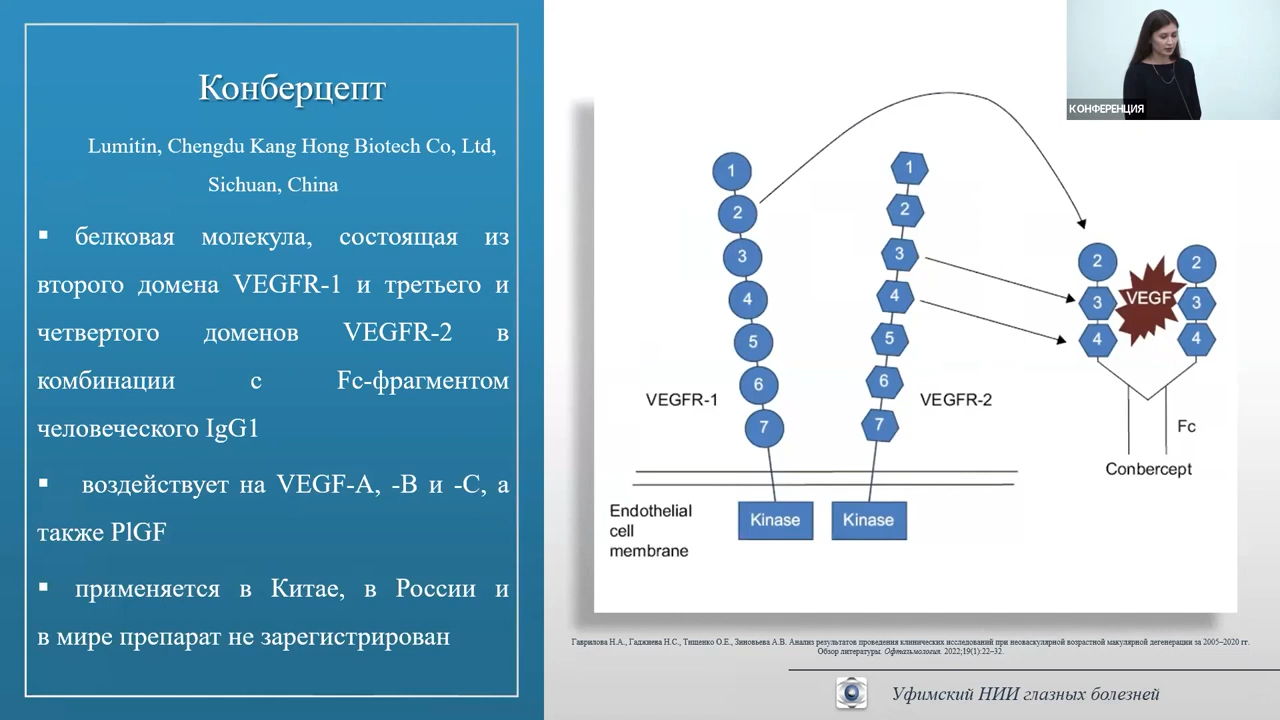 Конберцепт
Lumitin, Chengdu Kang Hong Biotech Co, Ltd,
Sichuan, China
▪ белковая молекула, состоящая из
второго домена VEGFR-1 и третьего и
четвертого доменов VEGFR-2 в
комбинации с Fc-фрагментом
человеческого IgG1
▪ воздействует на VEGF-A, -B и -C, а
также PlGF
▪ применяется в Китае, в России и
в мире препарат не зарегистрирован
КОНФЕРЕНЦИЯ
1
2
3
4
5
6
7
VEGFR-1
1
2
3
4
5
6
7
VEGFR-2
2
3
4
VEGF
2
3
4
Fc
Conbercept
Endothelial
cell
membrane
Kinase
Kinase
Гаврилова Н.А., Гаджиева Н.С., Тищенко О.Е., Зиновьева А.В. Анализ результатов проведения клинических исследований при неоваскулярной возрастной макулярной дегенерации за 2005–2020 гг.
Обзор литературы. Офтальмология. 2022;19(1):22–32.
Уфимский НИИ глазных болезней